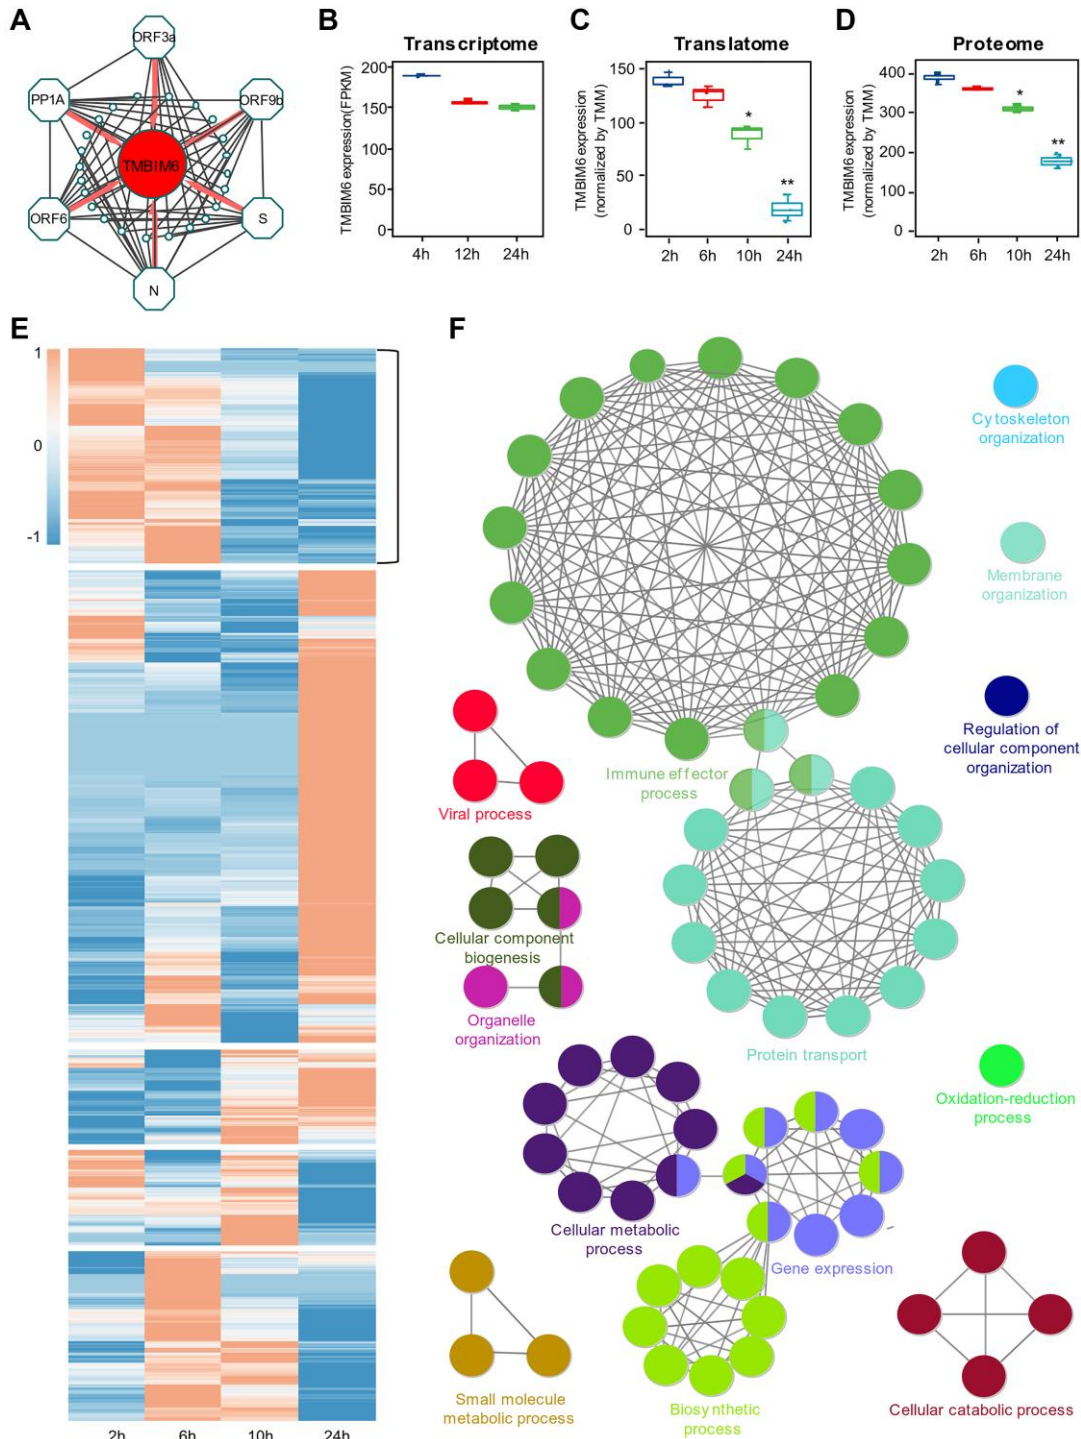 A
ORF3a
PP1A
ORF9b
TMBIM6
ORF6
S
N
B
Transcriptome
TMBIM6 expression(FPKM)
200
150
100
50
0
4h
12h
24h
C
Translatome
TMBIM6 expression
(normalized by TMM)
150
100
50
0
*
**
2h
6h
10h
24h
D
Proteome
TMBIM6 expression
(normalized by TMM)
400
300
200
100
0
*
**
2h
6h
10h
24h
E
1
0
-1
2h
6h
10h
24h
F
Cytoskeleton
organization
Membrane
organization
Regulation of
cellular component
organization
Immune effector
process
Viral process
Cellular component
biogenesis
Organelle
organization
Protein transport
Oxidation-reduction
process
Cellular metabolic
process
Gene expression
Small molecule
metabolic process
Biosynthetic
process
Cellular catabolic process